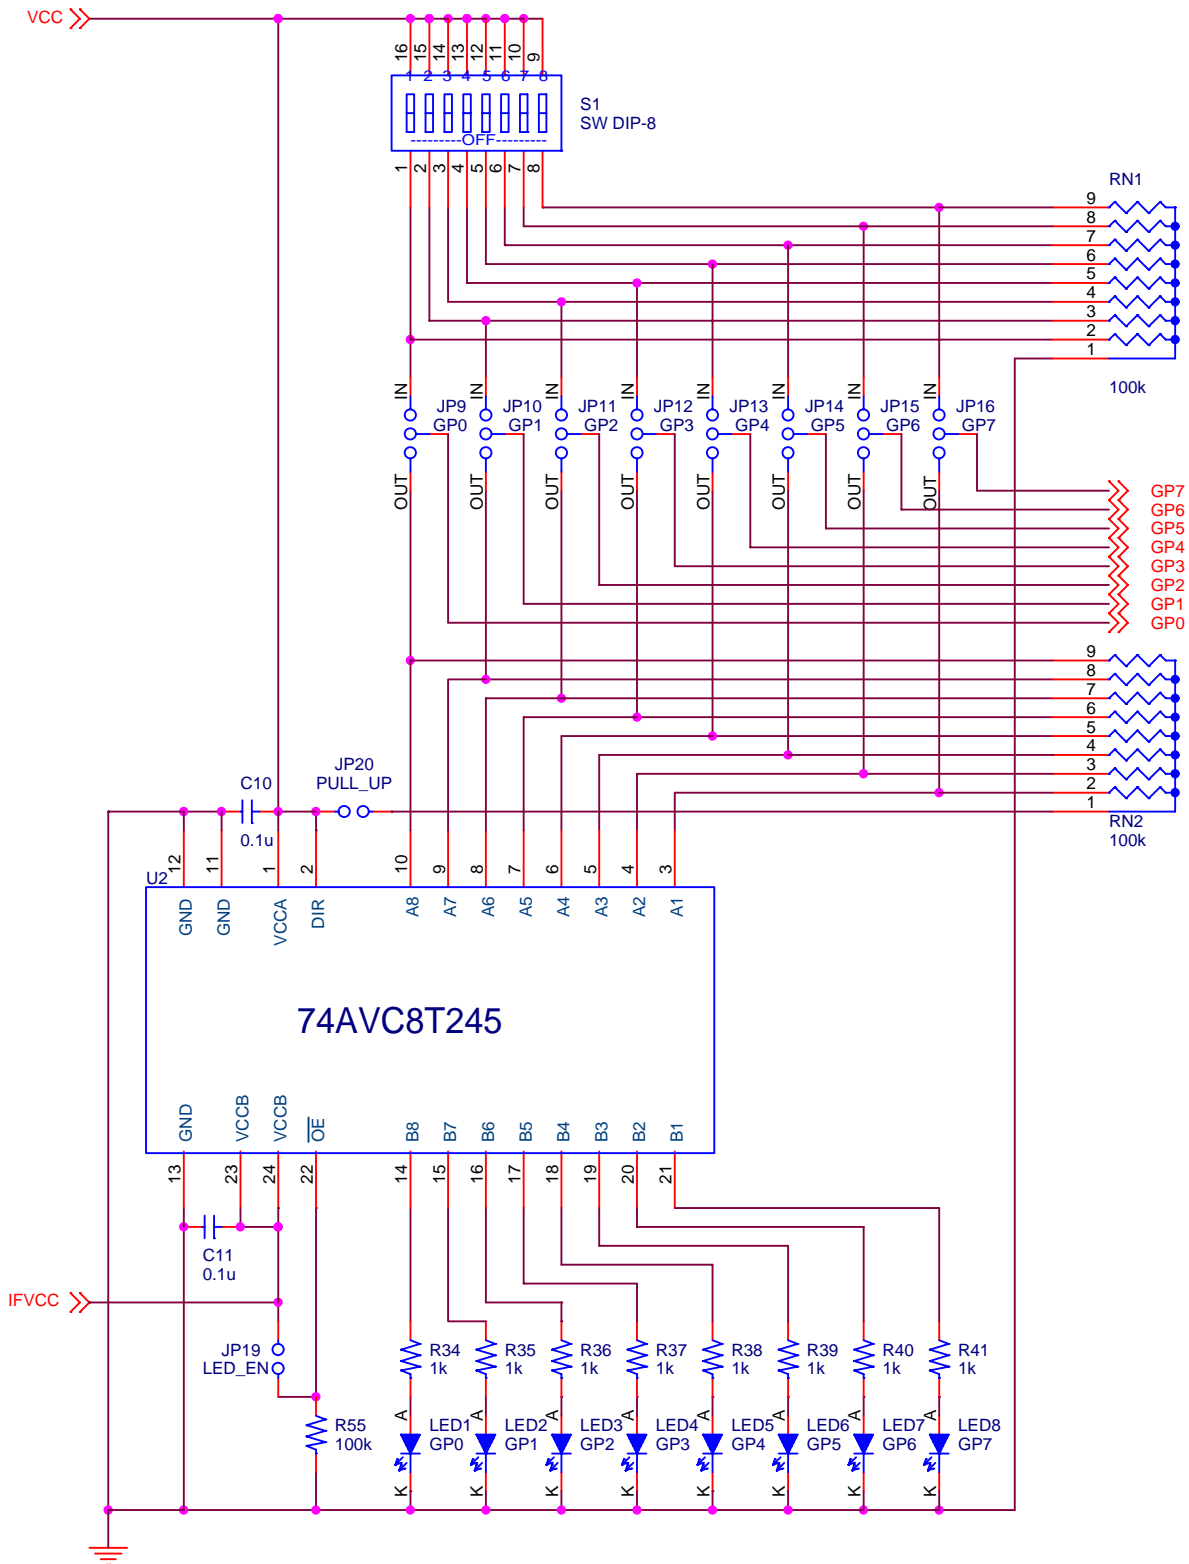 VCC
16 15 14 13 12 11 10 9
1 2 3 4 5 6 7 8
---------OFF---------
S1
SW DIP-8
1 2 3 4 5 6 7 8
RN1
9
8
7
6
5
4
3
2
1
100k
IN IN IN IN IN IN IN IN
JP9 JP10 JP11 JP12 JP13 JP14 JP15 JP16
GP0 GP1 GP2 GP3 GP4 GP5 GP6 GP7
OUT OUT OUT OUT OUT OUT OUT OUT
GP7
GP6
GP5
GP4
GP3
GP2
GP1
GP0
9
8
7
6
5
4
3
2
1
RN2
100k
JP20
PULL_UP
C10
0.1u
U2
12 11 1 2 10 9 8 7 6 5 4 3
GND GND VCCA DIR A8 A7 A6 A5 A4 A3 A2 A1
74AVC8T245
GND VCCB VCCB OE B8 B7 B6 B5 B4 B3 B2 B1
13 23 24 22 14 15 16 17 18 19 20 21
C11
0.1u
IFVCC
JP19
LED_EN
R34 R35 R36 R37 R38 R39 R40 R41
1k 1k 1k 1k 1k 1k 1k 1k
R55
100k
A A A A A A A A
LED1 LED2 LED3 LED4 LED5 LED6 LED7 LED8
GP0 GP1 GP2 GP3 GP4 GP5 GP6 GP7
K K K K K K K K